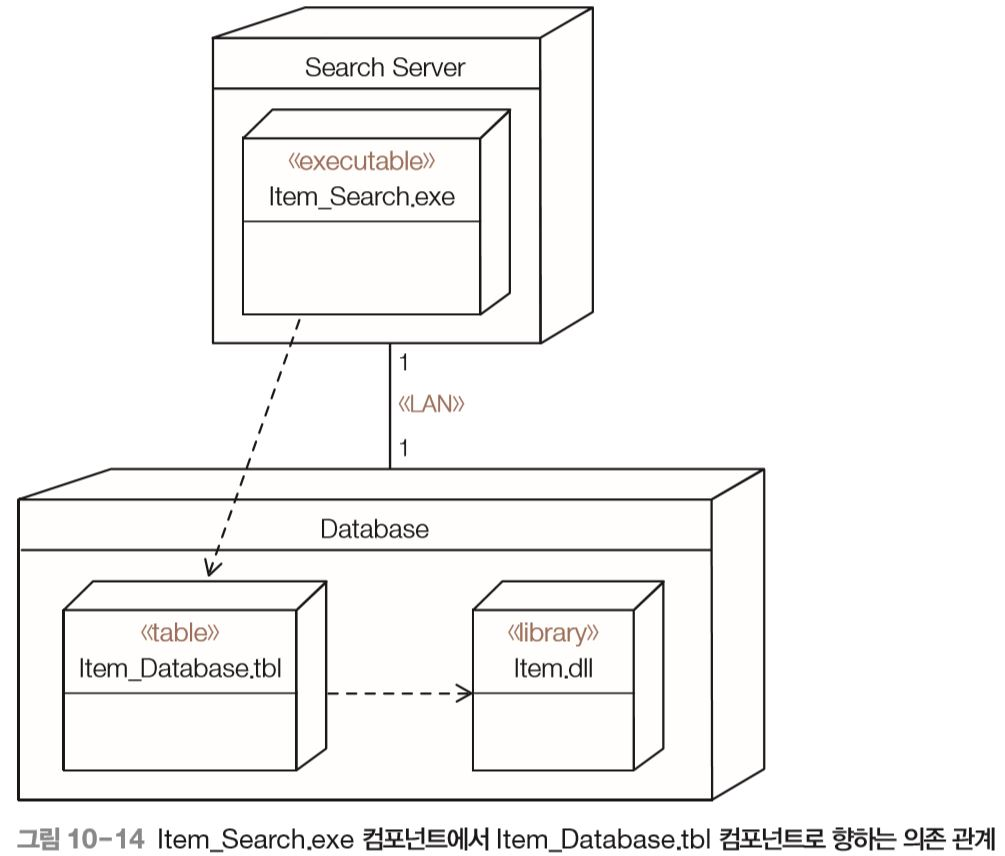 Search Server
《executable》
Item_Search.exe
1
《LAN》
1
Database
《table》
Item_Database.tbl
《library》
Item.dll
그림 10-14 Item_Search.exe 컴포넌트에서 Item_Database.tbl 컴포넌트로 향하는 의존 관계